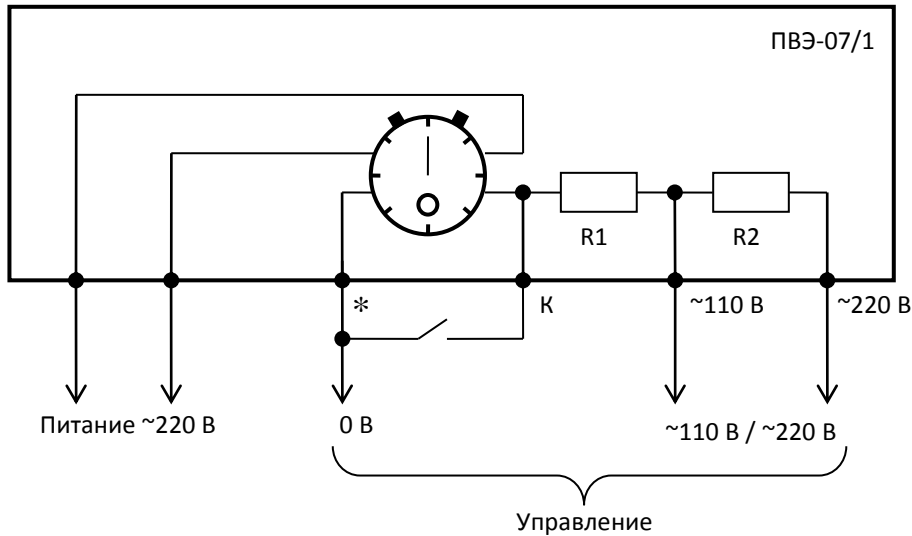 ПВЭ-07/1
R1
R2
*
К
~110 В
~220 В
Питание ~220 В
0 В
~110 В / ~220 В
Управление